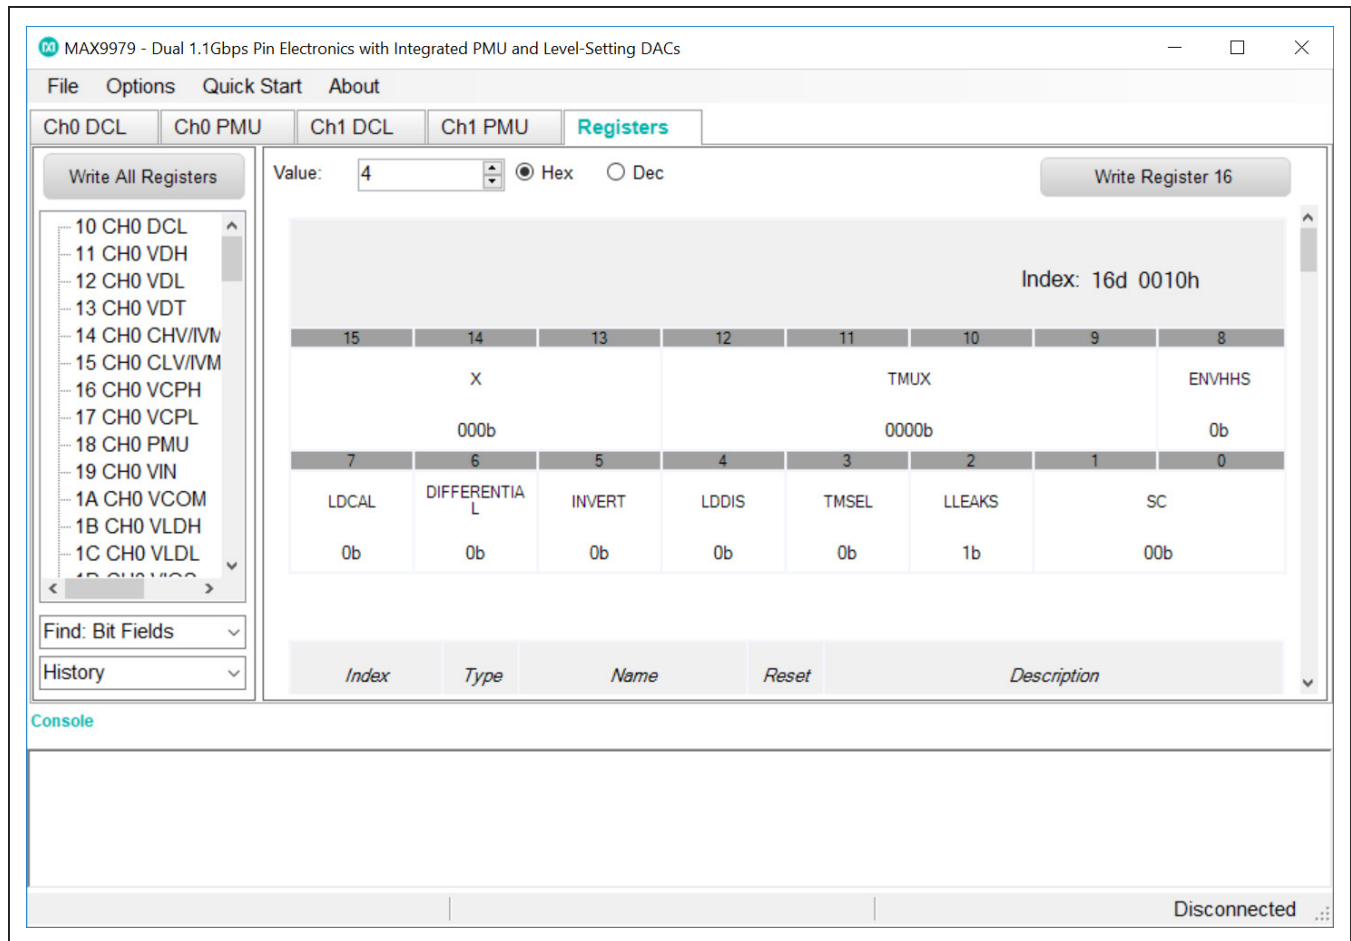 MAX9979 - Dual 1.1Gbps Pin Electronics with Integrated PMU and Level-Setting DACs
File Options Quick Start About
Ch0 DCL Ch0 PMU Ch1 DCL Ch1 PMU Registers
Write All Registers
Value: 4 Hex Dec Write Register 16
10 CH0 DCL
11 CH0 VDH
12 CH0 VDL
13 CH0 VDT
14 CH0 CHV/IVM
15 CH0 CLV/IVM
16 CH0 VCPH
17 CH0 VCPL
18 CH0 PMU
19 CH0 VIN
1A CH0 VCOM
1B CH0 VLDH
1C CH0 VLDL
Find: Bit Fields
History
Index: 16d 0010h
15 14 13 12 11 10 9 8
X TMUX ENVHHS
000b 0000b 0b
7 6 5 4 3 2 1 0
LDCAL DIFFERENTIA
L INVERT LDDIS TMSEL LLEAKS SC
0b 0b 0b 0b 0b 1b 00b
Index Type Name Reset Description
Console
Disconnected